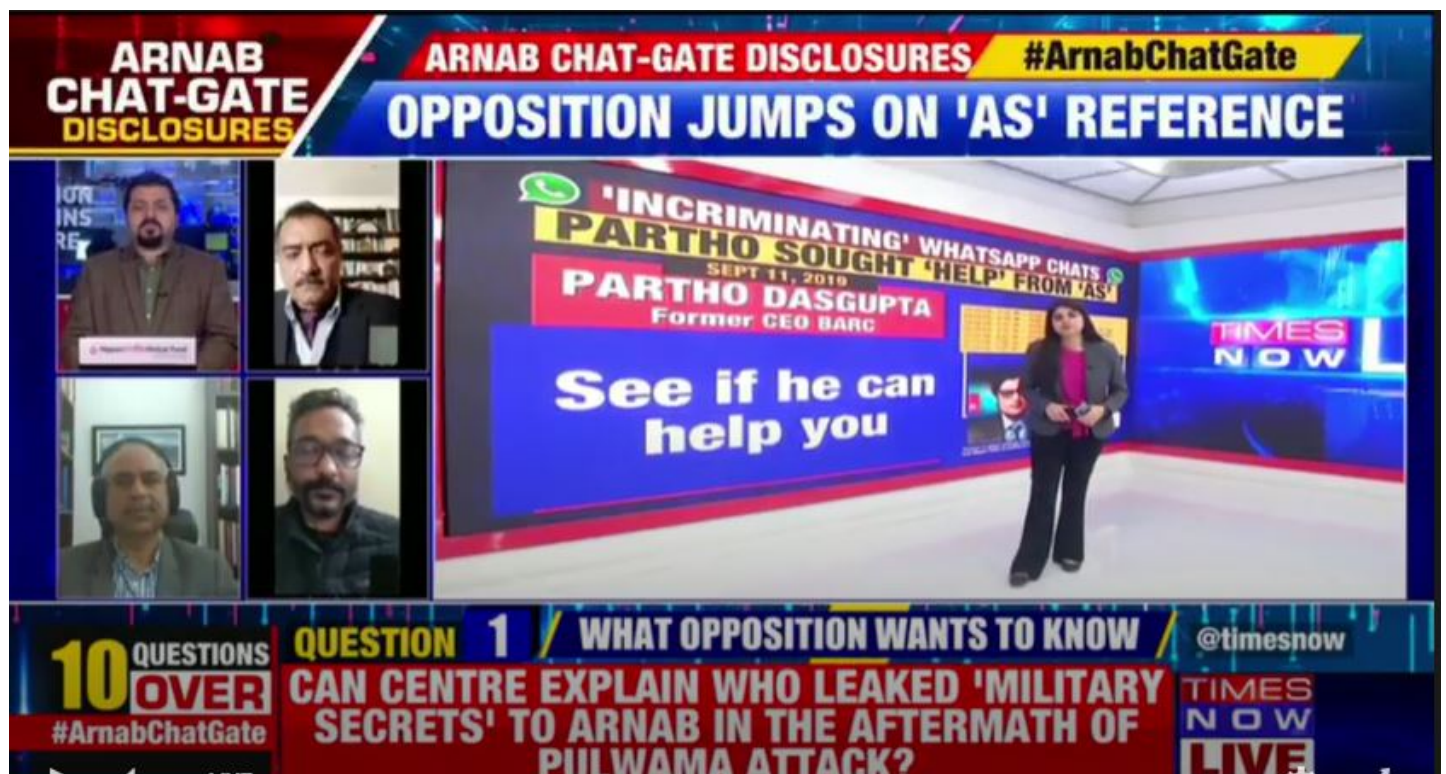 ARNAB
CHAT-GATE
DISCLOSURES
ARNAB CHAT-GATE DISCLOSURES
#ArnabChatGate
OPPOSITION JUMPS ON 'AS' REFERENCE
'INCRIMINATING' WHATSAPP CHATS
PARTHO SOUGHT 'HELP' FROM 'AS'
SEPT 11, 2019
PARTHO DASGUPTA
Former CEO BARC
See if he can
help you
TIMES
NOW
10 QUESTIONS
OVER
#ArnabChatGate
QUESTION 1
WHAT OPPOSITION WANTS TO KNOW
@timesnow
CAN CENTRE EXPLAIN WHO LEAKED 'MILITARY
SECRETS' TO ARNAB IN THE AFTERMATH OF
PULWAMA ATTACK?
TIMES
NOW
LIVE